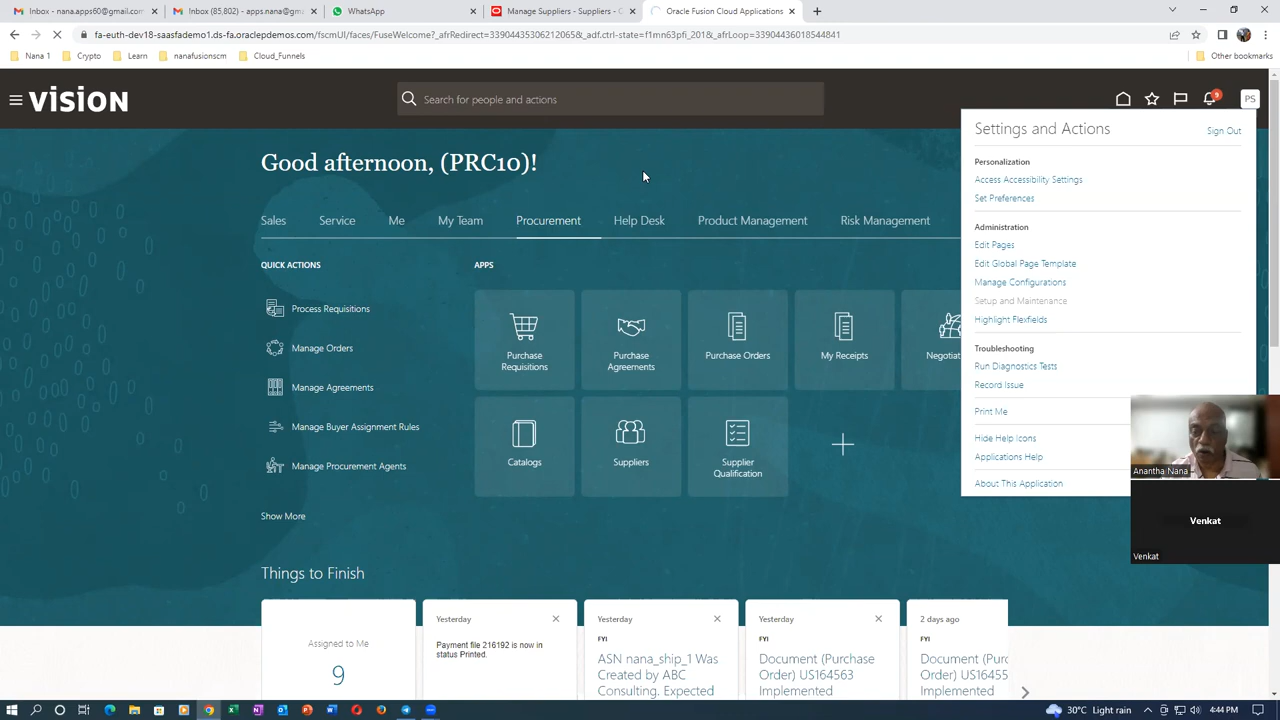 Inbox - nana.apps60@gmail.com
Inbox (85,802) - apps.nana@gm
WhatsApp
Manage Suppliers - Suppliers - O
Oracle Fusion Cloud Applications
fa-euth-dev18-saasfademo1.ds-fa.oraclepdemos.com/fscmUI/faces/FuseWelcome?_afrRedirect=33904435306212065&_adf.ctrl-state=f1mn63pfi_2018&_afrLoop=33904436018544841
Nana 1
Crypto
Learn
nanafusionscm
Cloud_Funnels
Other bookmarks
VISION
Search for people and actions
9
PS
Settings and Actions
Sign Out
Personalization
Access Accessibility Settings
Set Preferences
Administration
Edit Pages
Edit Global Page Template
Manage Configurations
Setup and Maintenance
Highlight Flexfields
Troubleshooting
Run Diagnostics Tests
Record Issue
Print Me
Hide Help Icons
Applications Help
About This Application
Good afternoon, (PRC10)!
Sales
Service
Me
My Team
Procurement
Help Desk
Product Management
Risk Management
QUICK ACTIONS
Process Requisitions
Manage Orders
Manage Agreements
Manage Buyer Assignment Rules
Manage Procurement Agents
Show More
APPS
Purchase
Requisitions
Purchase
Agreements
Purchase Orders
My Receipts
Negotiat
Catalogs
Suppliers
Supplier
Qualification
Things to Finish
Assigned to Me
9
Yesterday
Payment file 216192 is now in
status Printed.
Yesterday
FYI
ASN nana_ship_1 Was
Created by ABC
Consulting. Expected
Yesterday
FYI
Document (Purchase
Order) US164563
Implemented
2 days ago
FYI
Document (Purc
Order) US16455
Implemented
Anantha Nana
Venkat
Venkat
30°C Light rain
4:44 PM